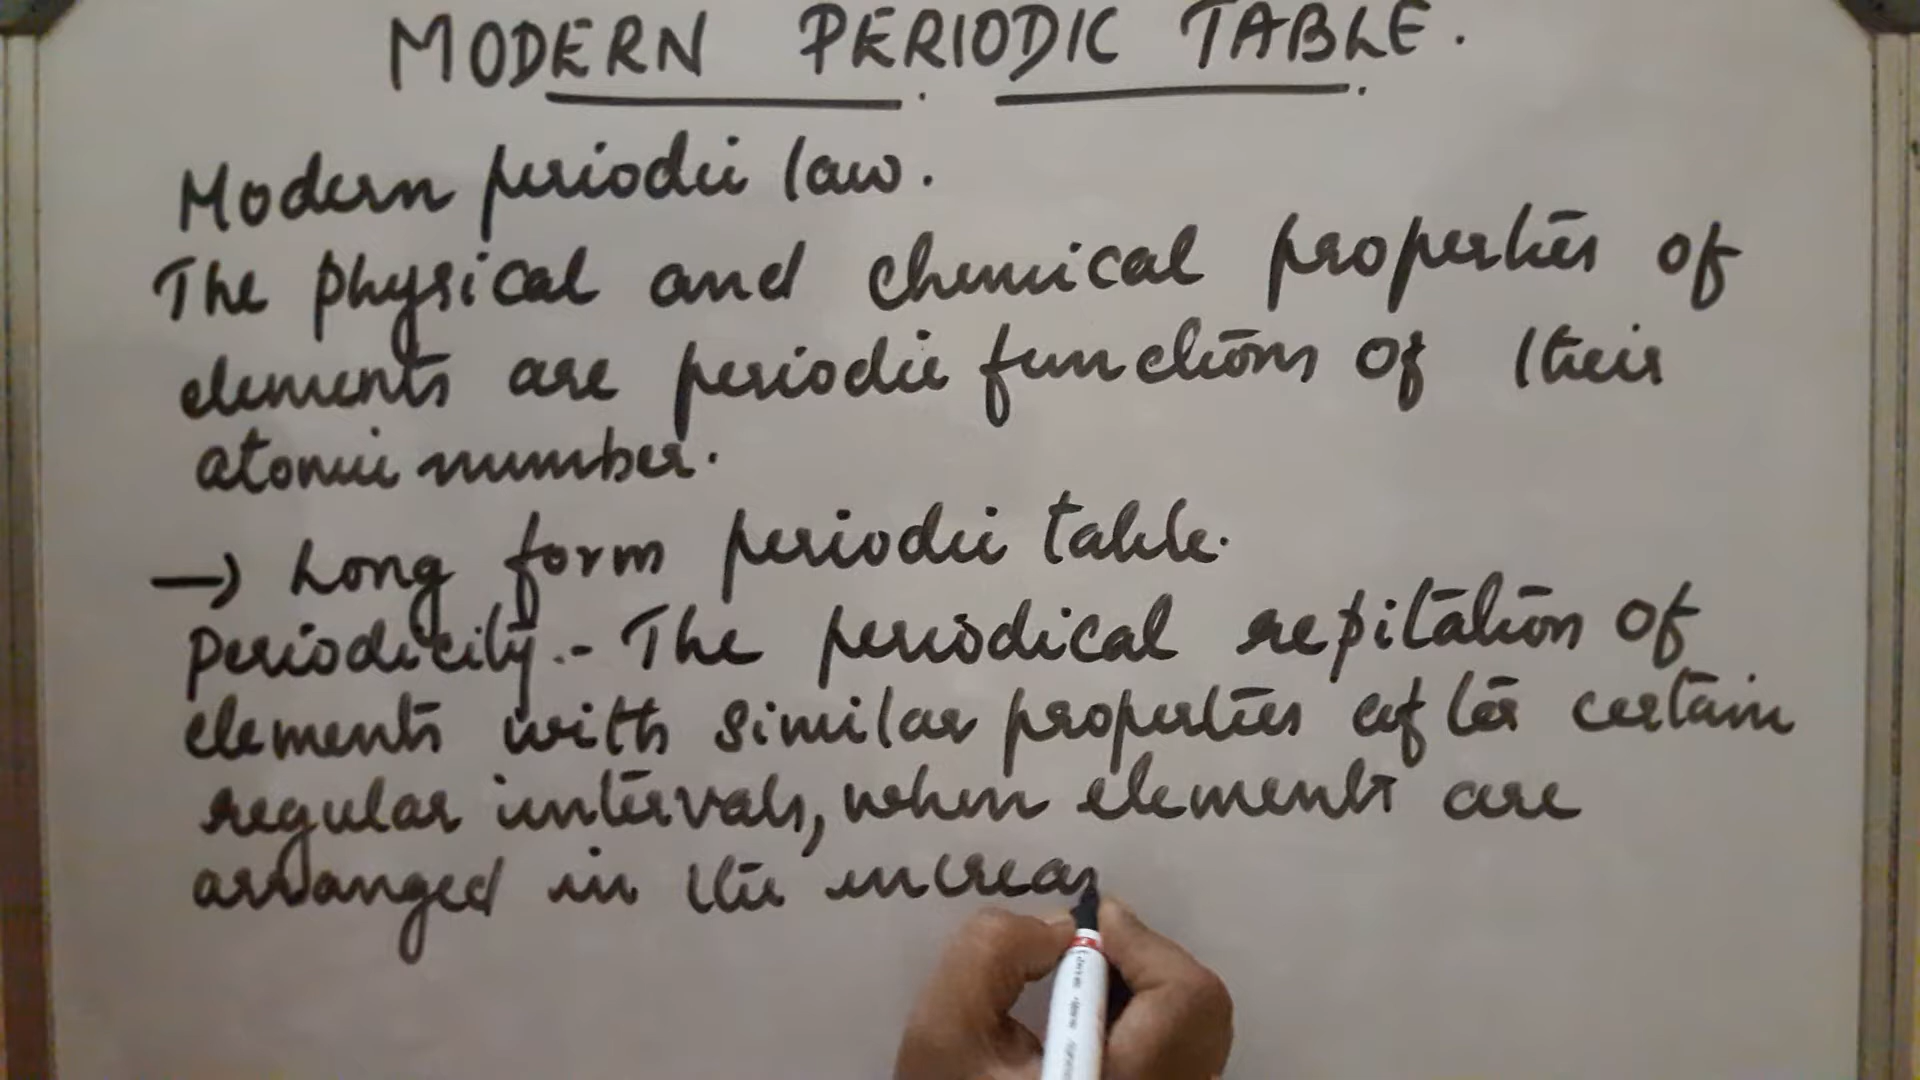 MODERN PERIODIC TABLE.
Modern periodic law.
The physical and chemical properties of
elements are periodic functions of their
atomic number.
→ Long form periodic table.
Periodicity.- The periodical repitation of
elements with similar properties after certain
regular intervals, when elements are
arranged in the increas